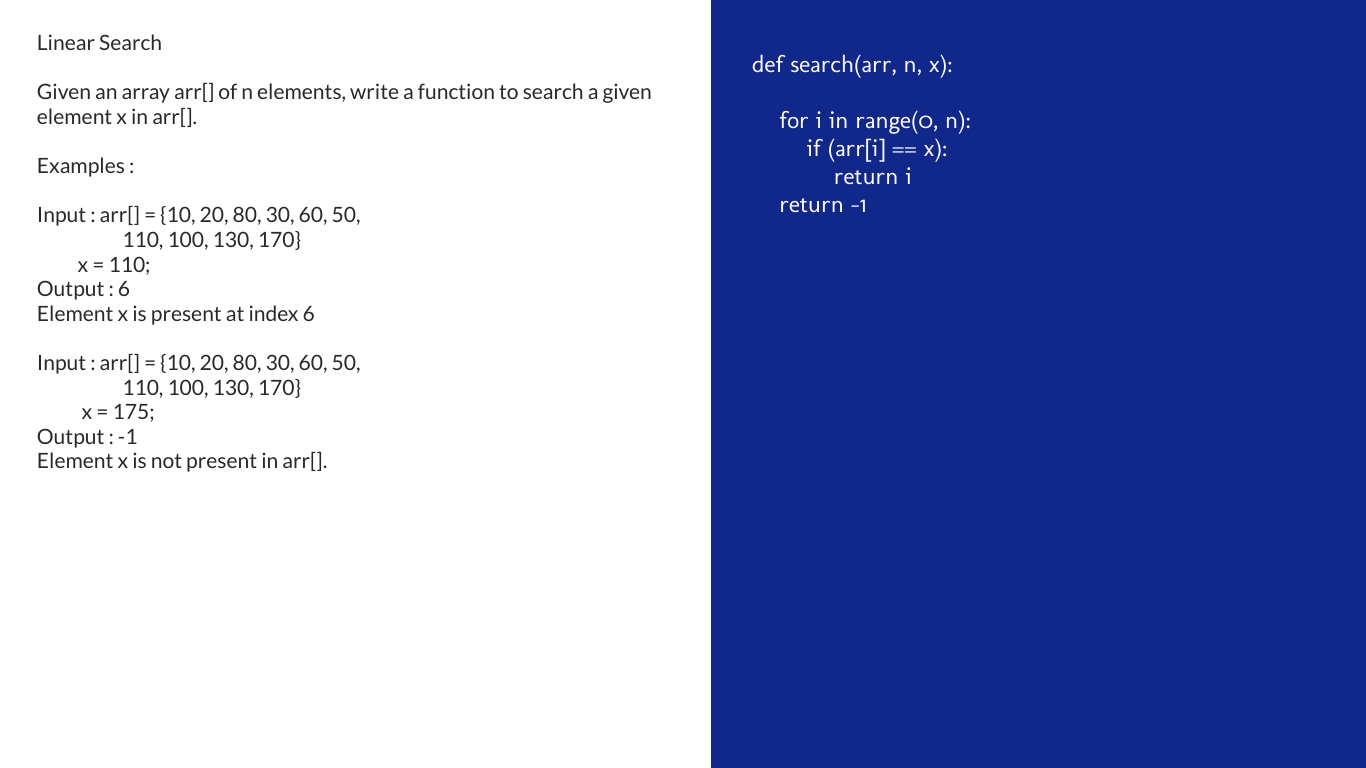 Linear Search
Given an array arr[] of n elements, write a function to search a given
element x in arr[].
Examples :
Input : arr[] = {10, 20, 80, 30, 60, 50,
110, 100, 130, 170}
x = 110;
Output : 6
Element x is present at index 6
Input : arr[] = {10, 20, 80, 30, 60, 50,
110, 100, 130, 170}
x = 175;
Output : -1
Element x is not present in arr[].
def search(arr, n, x):
for i in range(0, n):
if (arr[i] == x):
return i
return -1